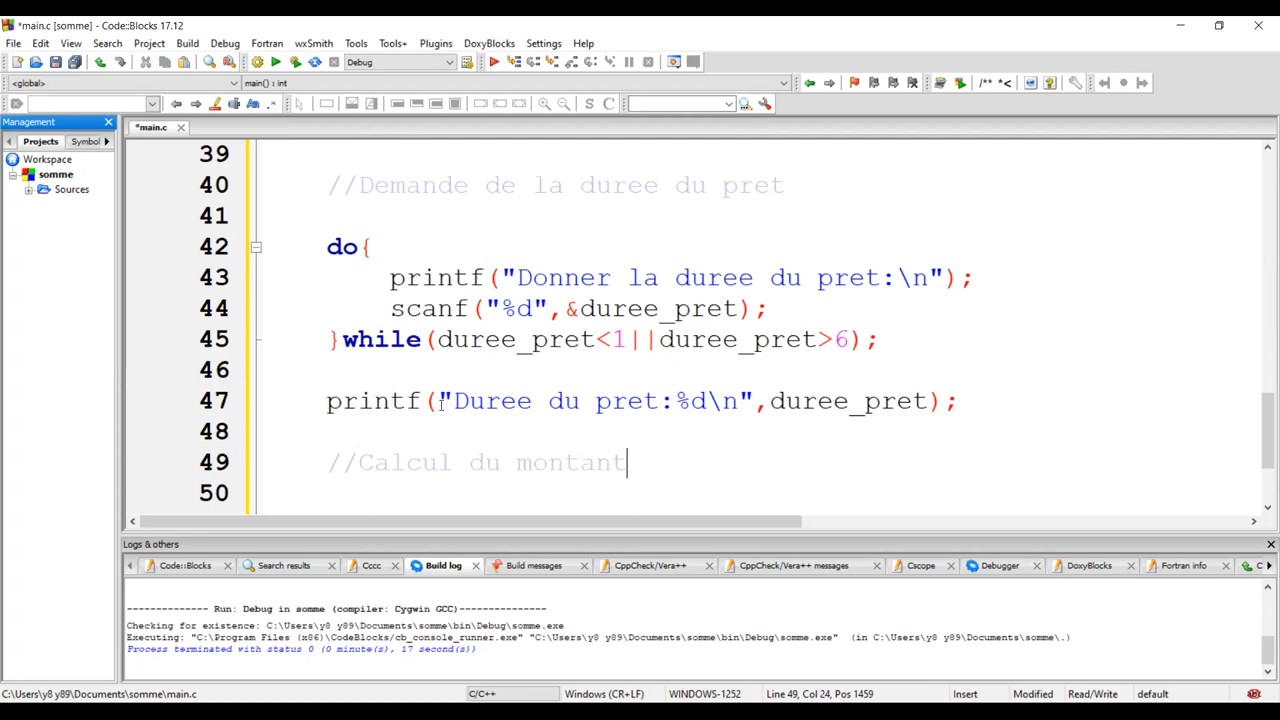 *main.c [somme] - Code::Blocks 17.12
File Edit View Search Project Build Debug Fortran wxSmith Tools Tools+ Plugins DoxyBlocks Settings Help
Debug
<global> main() : int
/** *<
S C
Management
Projects Symbol
Workspace
somme
Sources
*main.c
39
40 //Demande de la duree du pret
41
42 do{
43 printf("Donner la duree du pret:\n");
44 scanf("%d",&duree_pret);
45 }while(duree_pret<1||duree_pret>6);
46
47 printf("Duree du pret:%d\n",duree_pret);
48
49 //Calcul du montant
50
Logs & others
Code::Blocks Search results Cccc Build log Build messages CppCheck/Vera++ CppCheck/Vera++ messages Cscope Debugger DoxyBlocks Fortran info C
-------------- Run: Debug in somme (compiler: Cygwin GCC)---------------
Checking for existence: C:\Users\y8 y89\Documents\somme\bin\Debug\somme.exe
Executing: "C:\Program Files (x86)\CodeBlocks/cb_console_runner.exe" "C:\Users\y8 y89\Documents\somme\bin\Debug\somme.exe"  (in C:\Users\y8 y89\Documents\somme\.)
Process terminated with status 0 (0 minute(s), 17 second(s))
C:\Users\y8 y89\Documents\somme\main.c C/C++ Windows (CR+LF) WINDOWS-1252 Line 49, Col 24, Pos 1459 Insert Modified Read/Write default